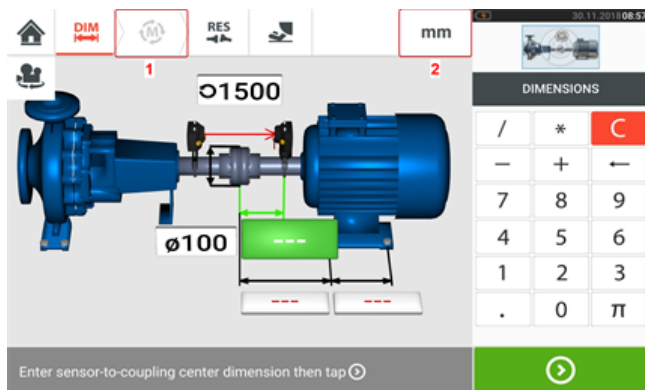 DIM
M
RES
mm
30.11.2018 08:57
1
2
Ɔ1500
DIMENSIONS
/ * C
− + ←
7 8 9
ø100
---
4 5 6
1 2 3
--- ---
. 0 π
Enter sensor-to-coupling center dimension then tap